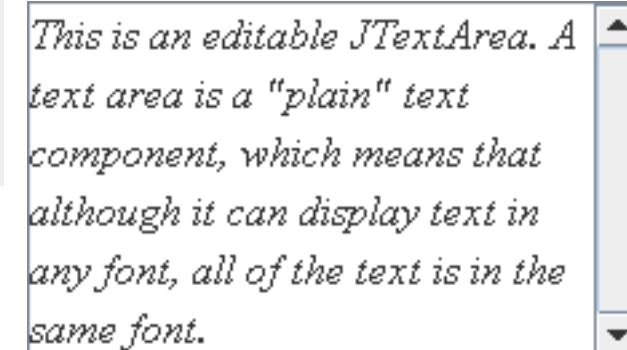 This is an editable JTextArea. A
text area is a "plain" text
component, which means that
although it can display text in
any font, all of the text is in the
same font.